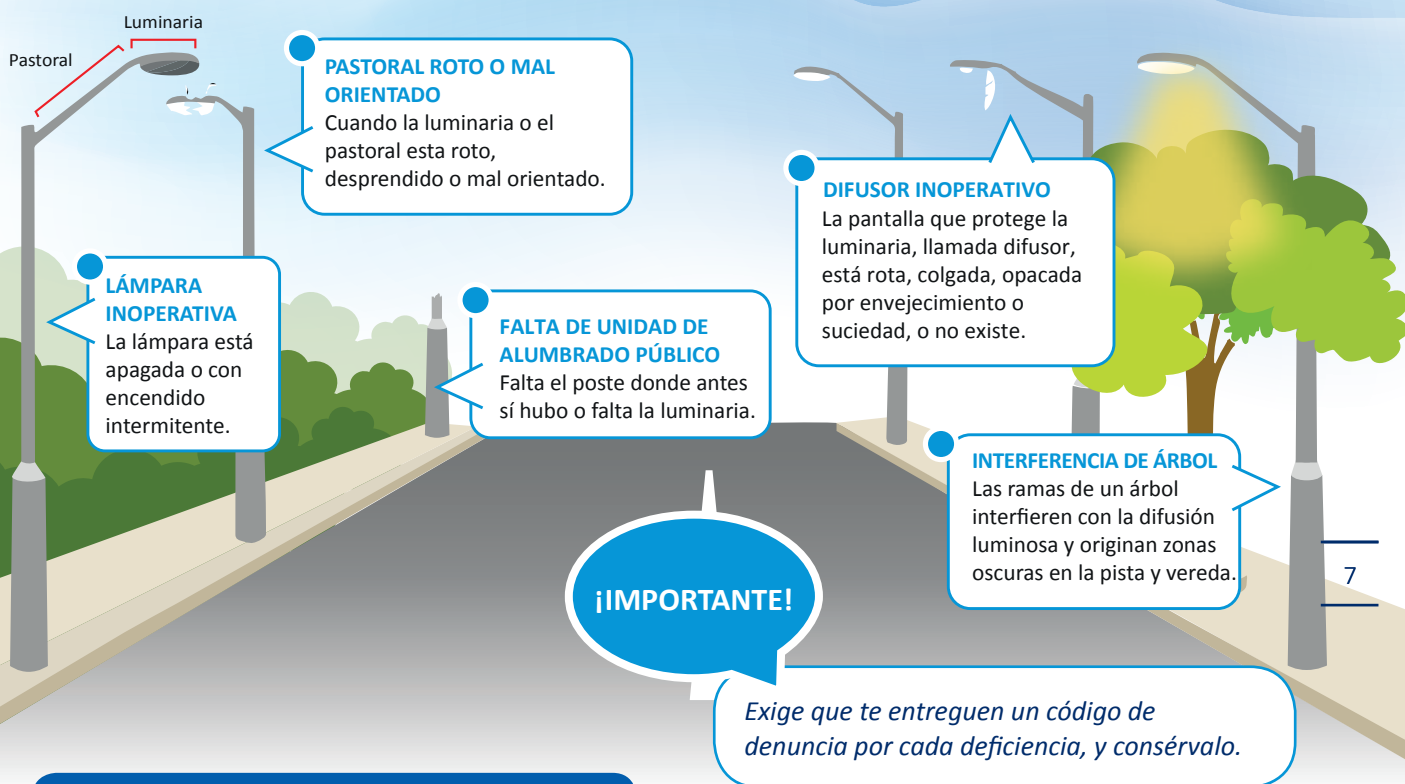 Luminaria
Pastoral
PASTORAL ROTO O MAL
ORIENTADO
Cuando la luminaria o el
pastoral esta roto,
desprendido o mal orientado.
DIFUSOR INOPERATIVO
La pantalla que protege la
luminaria, llamada difusor,
está rota, colgada, opacada
por envejecimiento o
suciedad, o no existe.
LÁMPARA
INOPERATIVA
La lámpara está
apagada o con
encendido
intermitente.
FALTA DE UNIDAD DE
ALUMBRADO PÚBLICO
Falta el poste donde antes
sí hubo o falta la luminaria.
INTERFERENCIA DE ÁRBOL
Las ramas de un árbol
interfieren con la difusión
luminosa y originan zonas
oscuras en la pista y vereda.
7
¡IMPORTANTE!
Exige que te entreguen un código de
denuncia por cada deficiencia, y consérvalo.